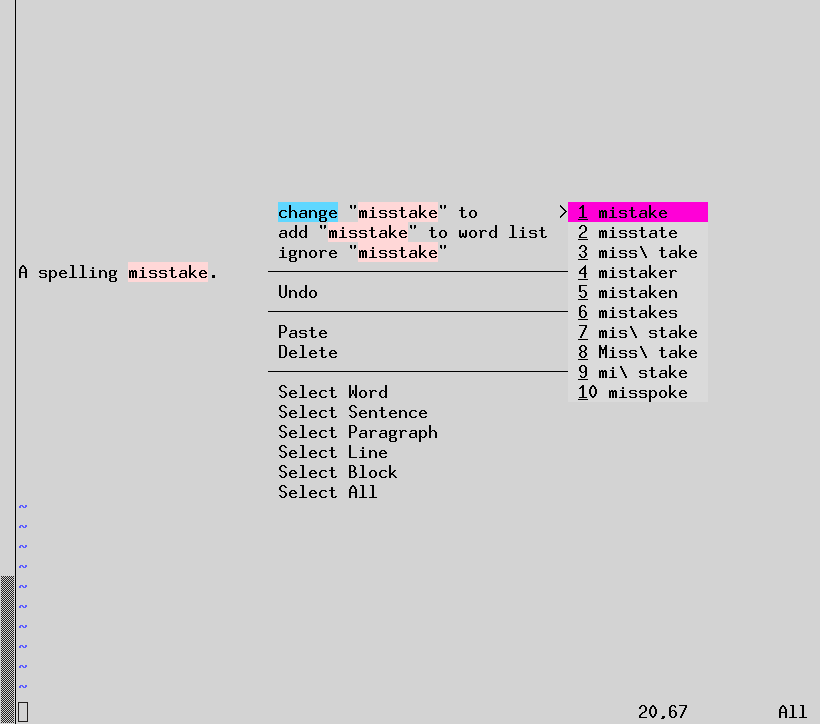 change "misstake" to >
add "misstake" to word list
ignore "misstake"
A spelling misstake.
Undo
Paste
Delete
Select Word
Select Sentence
Select Paragraph
Select Line
Select Block
Select All
1 mistake
2 misstate
3 miss\ take
4 mistaker
5 mistaken
6 mistakes
7 mis\ stake
8 Miss\ take
9 mi\ stake
10 misspoke
~
~
~
~
~
~
~
~
~
~
20,67 All